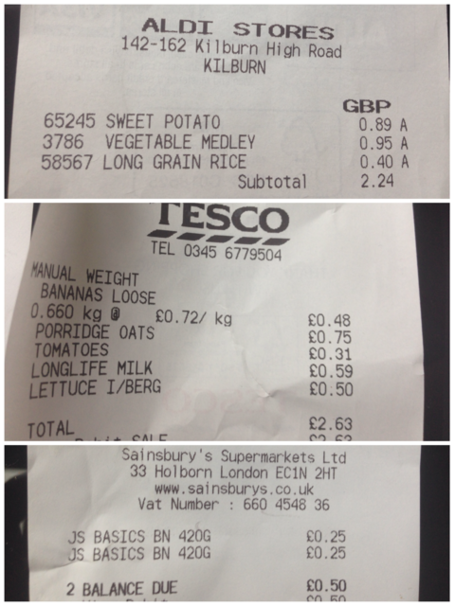 ALDI STORES
142-162 Kilburn High Road
KILBURN
GBP
65245 SWEET POTATO 0.89 A
3786 VEGETABLE MEDLEY 0.95 A
58567 LONG GRAIN RICE 0.40 A
Subtotal 2.24
TESCO
TEL 0345 6779504
MANUAL WEIGHT
BANANAS LOOSE
0.660 kg @ £0.72/ kg £0.48
PORRIDGE OATS £0.75
TOMATOES £0.31
LONGLIFE MILK £0.59
LETTUCE I/BERG £0.50
TOTAL £2.63
Sainsbury's Supermarkets Ltd
33 Holborn London EC1N 2HT
www.sainsburys.co.uk
Vat Number : 660 4548 36
JS BASICS BN 420G £0.25
JS BASICS BN 420G £0.25
2 BALANCE DUE £0.50